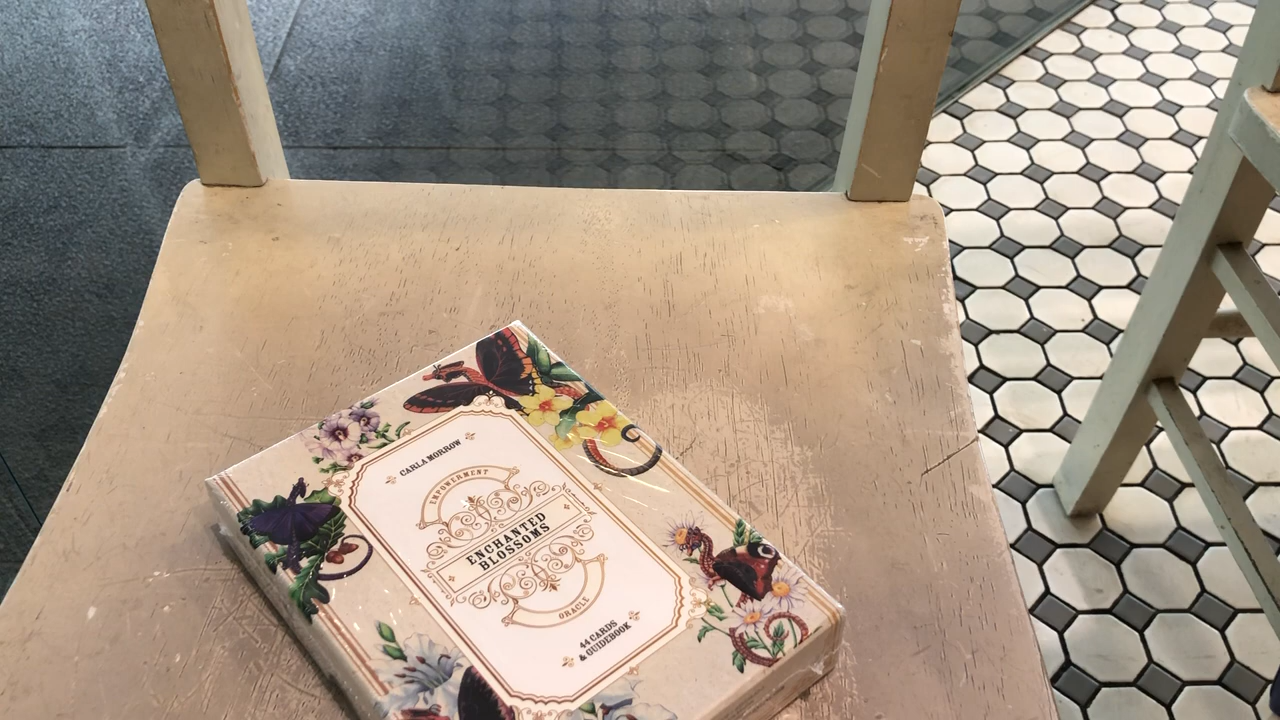 CARLA MORROW
EMPOWERMENT
ENCHANTED
BLOSSOMS
ORACLE
44 CARDS
& GUIDEBOOK